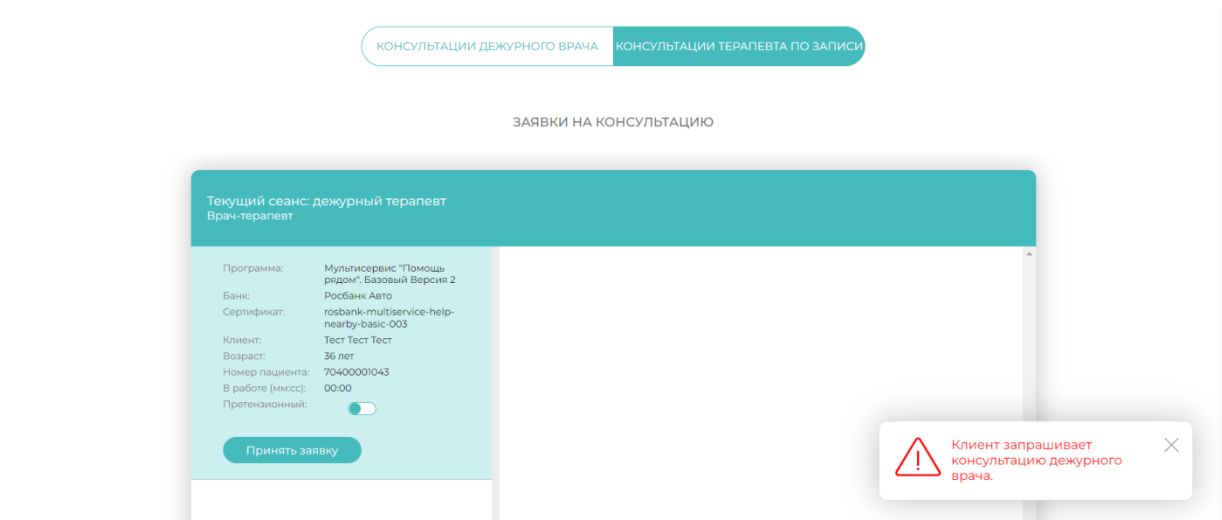 КОНСУЛЬТАЦИИ ДЕЖУРНОГО ВРАЧА КОНСУЛЬТАЦИИ ТЕРАПЕВТА ПО ЗАПИСИ
ЗАЯВКИ НА КОНСУЛЬТАЦИЮ
Текущий сеанс: дежурный терапевт
Врач-терапевт
Программа: Мультисервис "Помощь
рядом". Базовый Версия 2
Банк: Росбанк Авто
Сертификат: rosbank-multiservice-help-
nearby-basic-003
Клиент: Тест Тест Тест
Возраст: 36 лет
Номер пациента: 70400001043
В работе (мм:сс): 00:00
Претензионный:
Принять заявку
Клиент запрашивает
консультацию дежурного
врача.